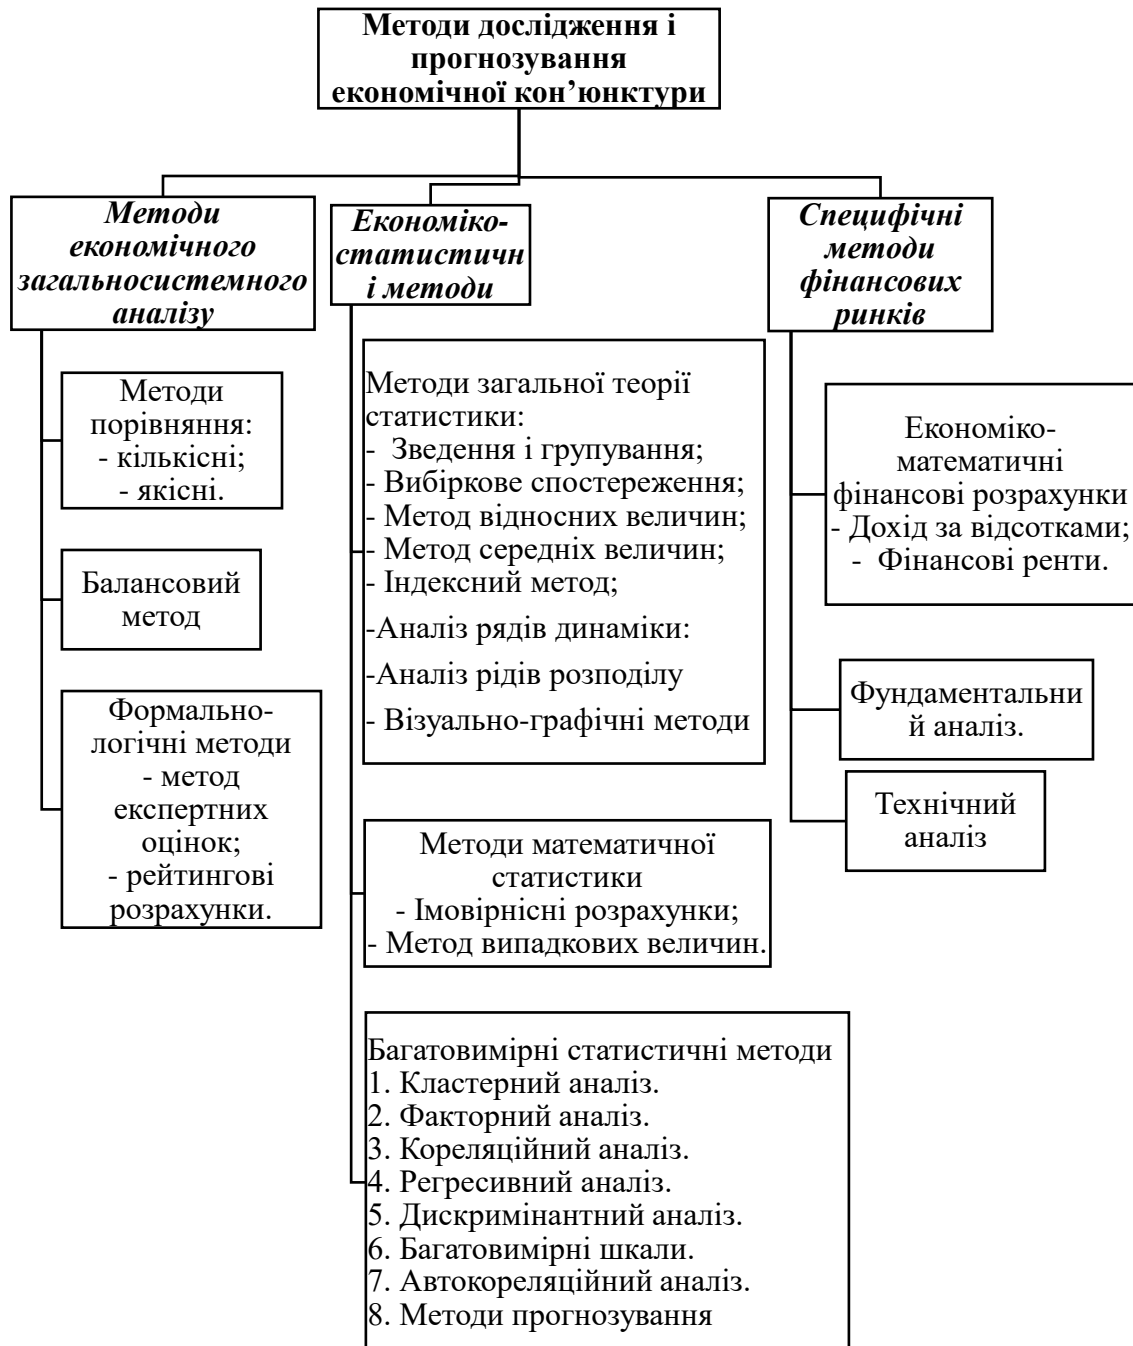 Методи дослідження і
прогнозування
економічної кон’юнктури
Методи
економічного
загальносистемного
аналізу
Методи
порівняння:
- кількісні;
- якісні.
Балансовий
метод
Формально-
логічні методи
- метод
експертних
оцінок;
- рейтингові
розрахунки.
Економіко-
статистичн
і методи
Методи загальної теорії
статистики:
- Зведення і групування;
- Вибіркове спостереження;
- Метод відносних величин;
- Метод середніх величин;
- Індексний метод;
-Аналіз рядів динаміки:
-Аналіз рідів розподілу
- Візуально-графічні методи
Методи математичної
статистики
- Імовірнісні розрахунки;
- Метод випадкових величин.
Багатовимірні статистичні методи
1. Кластерний аналіз.
2. Факторний аналіз.
3. Кореляційний аналіз.
4. Регресивний аналіз.
5. Дискримінантний аналіз.
6. Багатовимірні шкали.
7. Автокореляційний аналіз.
8. Методи прогнозування
Специфічні
методи
фінансових
ринків
Економіко-
математичні
фінансові розрахунки
- Дохід за відсотками;
- Фінансові ренти.
Фундаментальни
й аналіз.
Технічний
аналіз